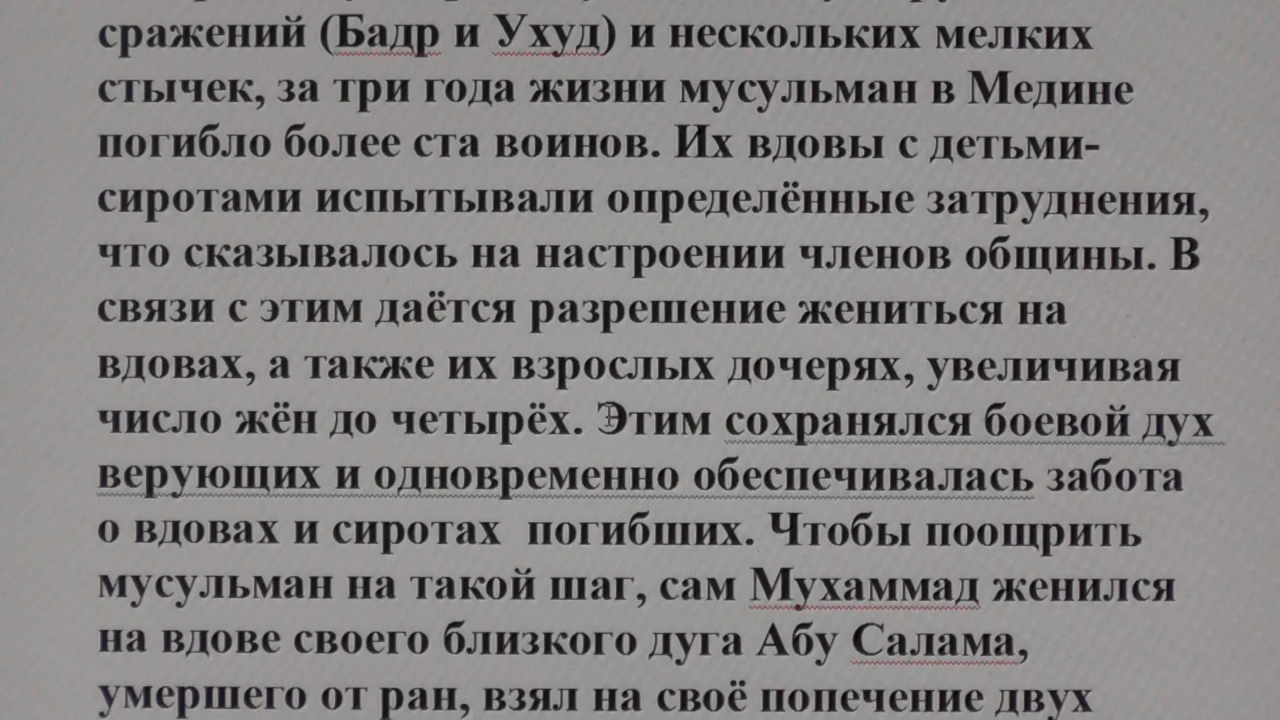 сражений (Бадр и Ухуд) и нескольких мелких
стычек, за три года жизни мусульман в Медине
погибло более ста воинов. Их вдовы с детьми-
сиротами испытывали определённые затруднения,
что сказывалось на настроении членов общины. В
связи с этим даётся разрешение жениться на
вдовах, а также их взрослых дочерях, увеличивая
число жён до четырёх. Этим сохранялся боевой дух
верующих и одновременно обеспечивалась забота
о вдовах и сиротах  погибших. Чтобы поощрить
мусульман на такой шаг, сам Мухаммад женился
на вдове своего близкого дуга Абу Салама,
умершего от ран, взял на своё попечение двух